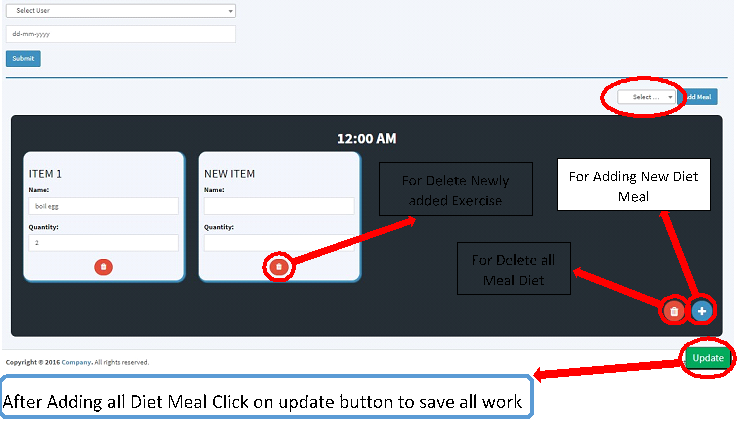 Select User
dd-mm-yyyy
Submit
Select ...
dd Meal
12:00 AM
ITEM 1
Name:
boil egg
Quantity:
2
NEW ITEM
Name:
Quantity:
For Delete Newly
added Exercise
For Adding New Diet
Meal
For Delete all
Meal Diet
Copyright © 2016 Company. All rights reserved.
Update
After Adding all Diet Meal Click on update button to save all work